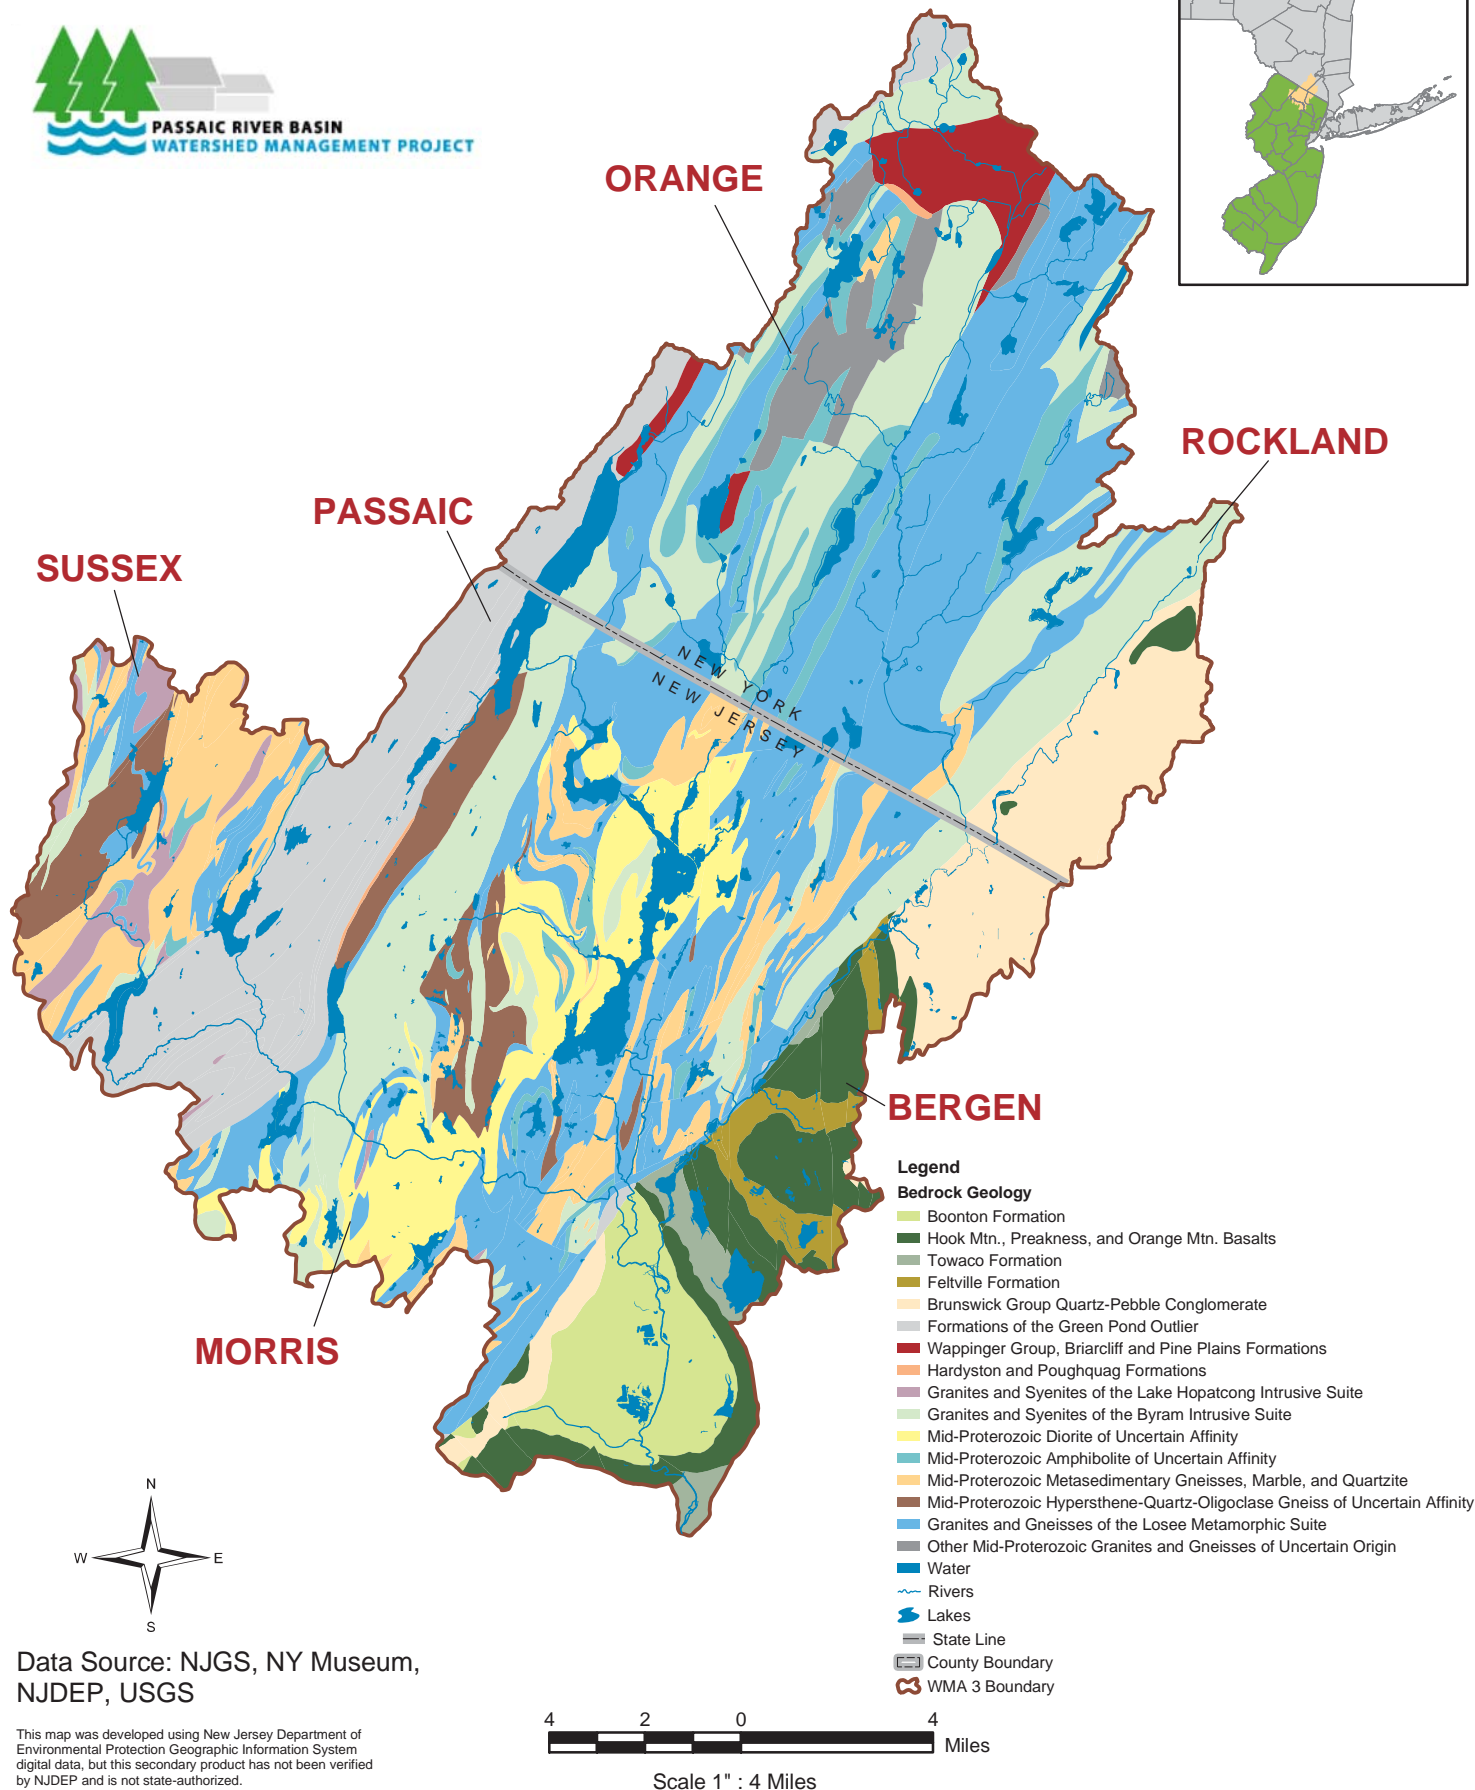 PASSAIC RIVER BASIN
WATERSHED MANAGEMENT PROJECT
ORANGE
ROCKLAND
PASSAIC
SUSSEX
NEW YORK
NEW JERSEY
BERGEN
MORRIS
Legend
Bedrock Geology
Boonton Formation
Hook Mtn., Preakness, and Orange Mtn. Basalts
Towaco Formation
Feltville Formation
Brunswick Group Quartz-Pebble Conglomerate
Formations of the Green Pond Outlier
Wappinger Group, Briarcliff and Pine Plains Formations
Hardyston and Poughquag Formations
Granites and Syenites of the Lake Hopatcong Intrusive Suite
Granites and Syenites of the Byram Intrusive Suite
Mid-Proterozoic Diorite of Uncertain Affinity
Mid-Proterozoic Amphibolite of Uncertain Affinity
Mid-Proterozoic Metasedimentary Gneisses, Marble, and Quartzite
Mid-Proterozoic Hypersthene-Quartz-Oligoclase Gneiss of Uncertain Affinity
Granites and Gneisses of the Losee Metamorphic Suite
Other Mid-Proterozoic Granites and Gneisses of Uncertain Origin
Water
Rivers
Lakes
State Line
County Boundary
WMA 3 Boundary
N
W E
S
Data Source: NJGS, NY Museum,
NJDEP, USGS
This map was developed using New Jersey Department of
Environmental Protection Geographic Information System
digital data, but this secondary product has not been verified
by NJDEP and is not state-authorized.
4 2 0 4
Miles
Scale 1" : 4 Miles